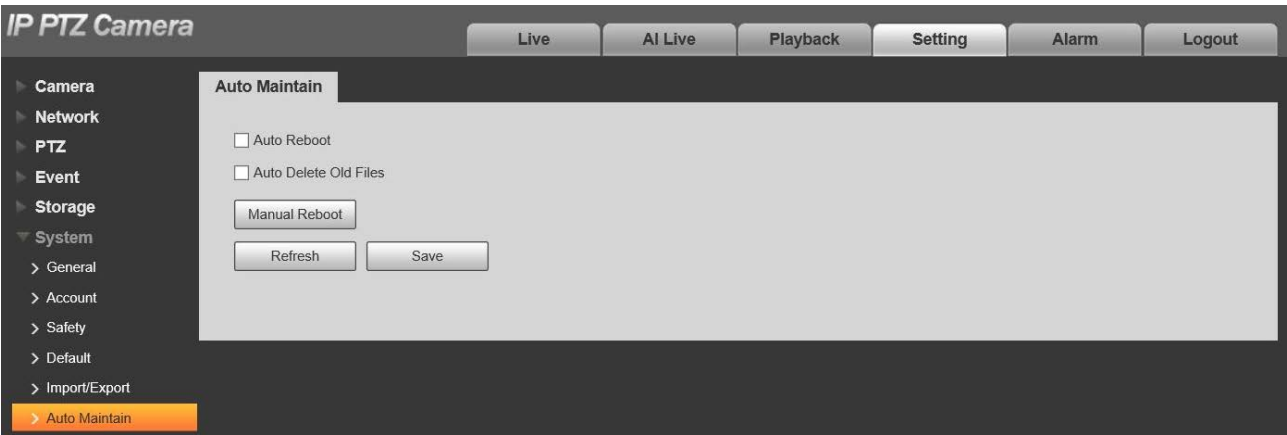 IP PTZ Camera
Live AI Live Playback Setting Alarm Logout
Camera
Network
PTZ
Event
Storage
System
General
Account
Safety
Default
Import/Export
Auto Maintain
Auto Maintain
Auto Reboot
Auto Delete Old Files
Manual Reboot
Refresh Save